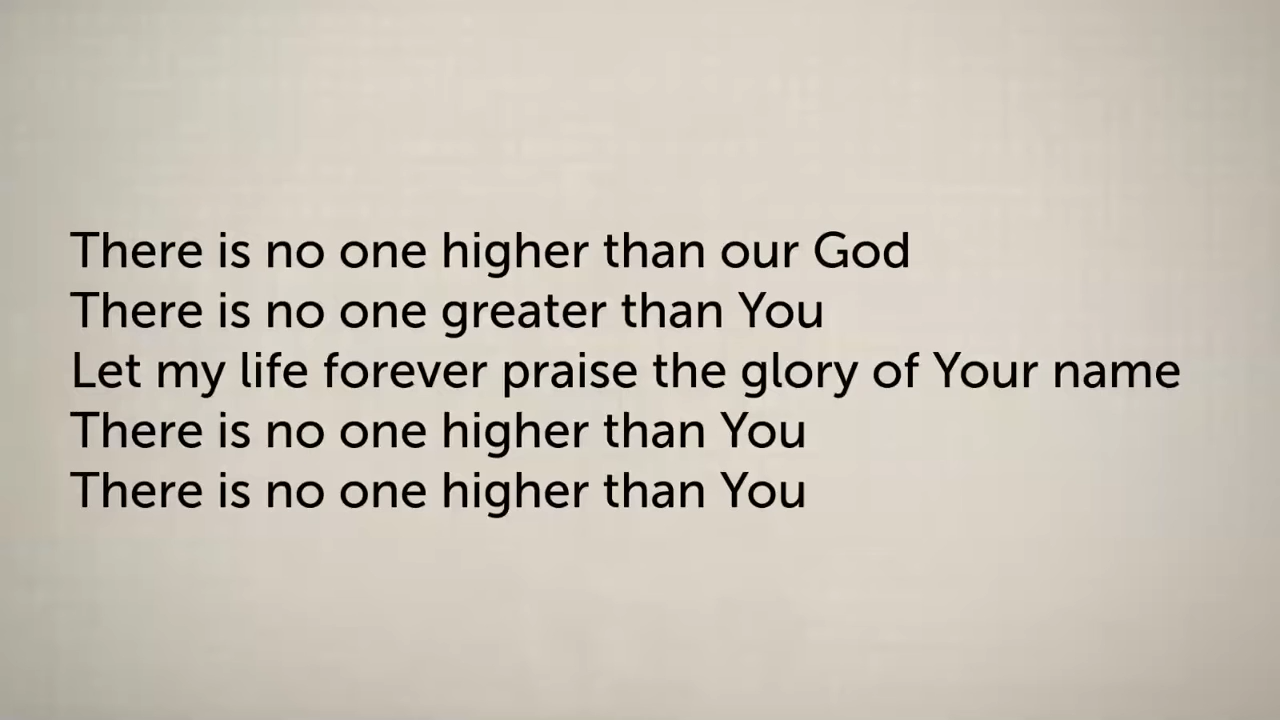 There is no one higher than our God
There is no one greater than You
Let my life forever praise the glory of Your name
There is no one higher than You
There is no one higher than You